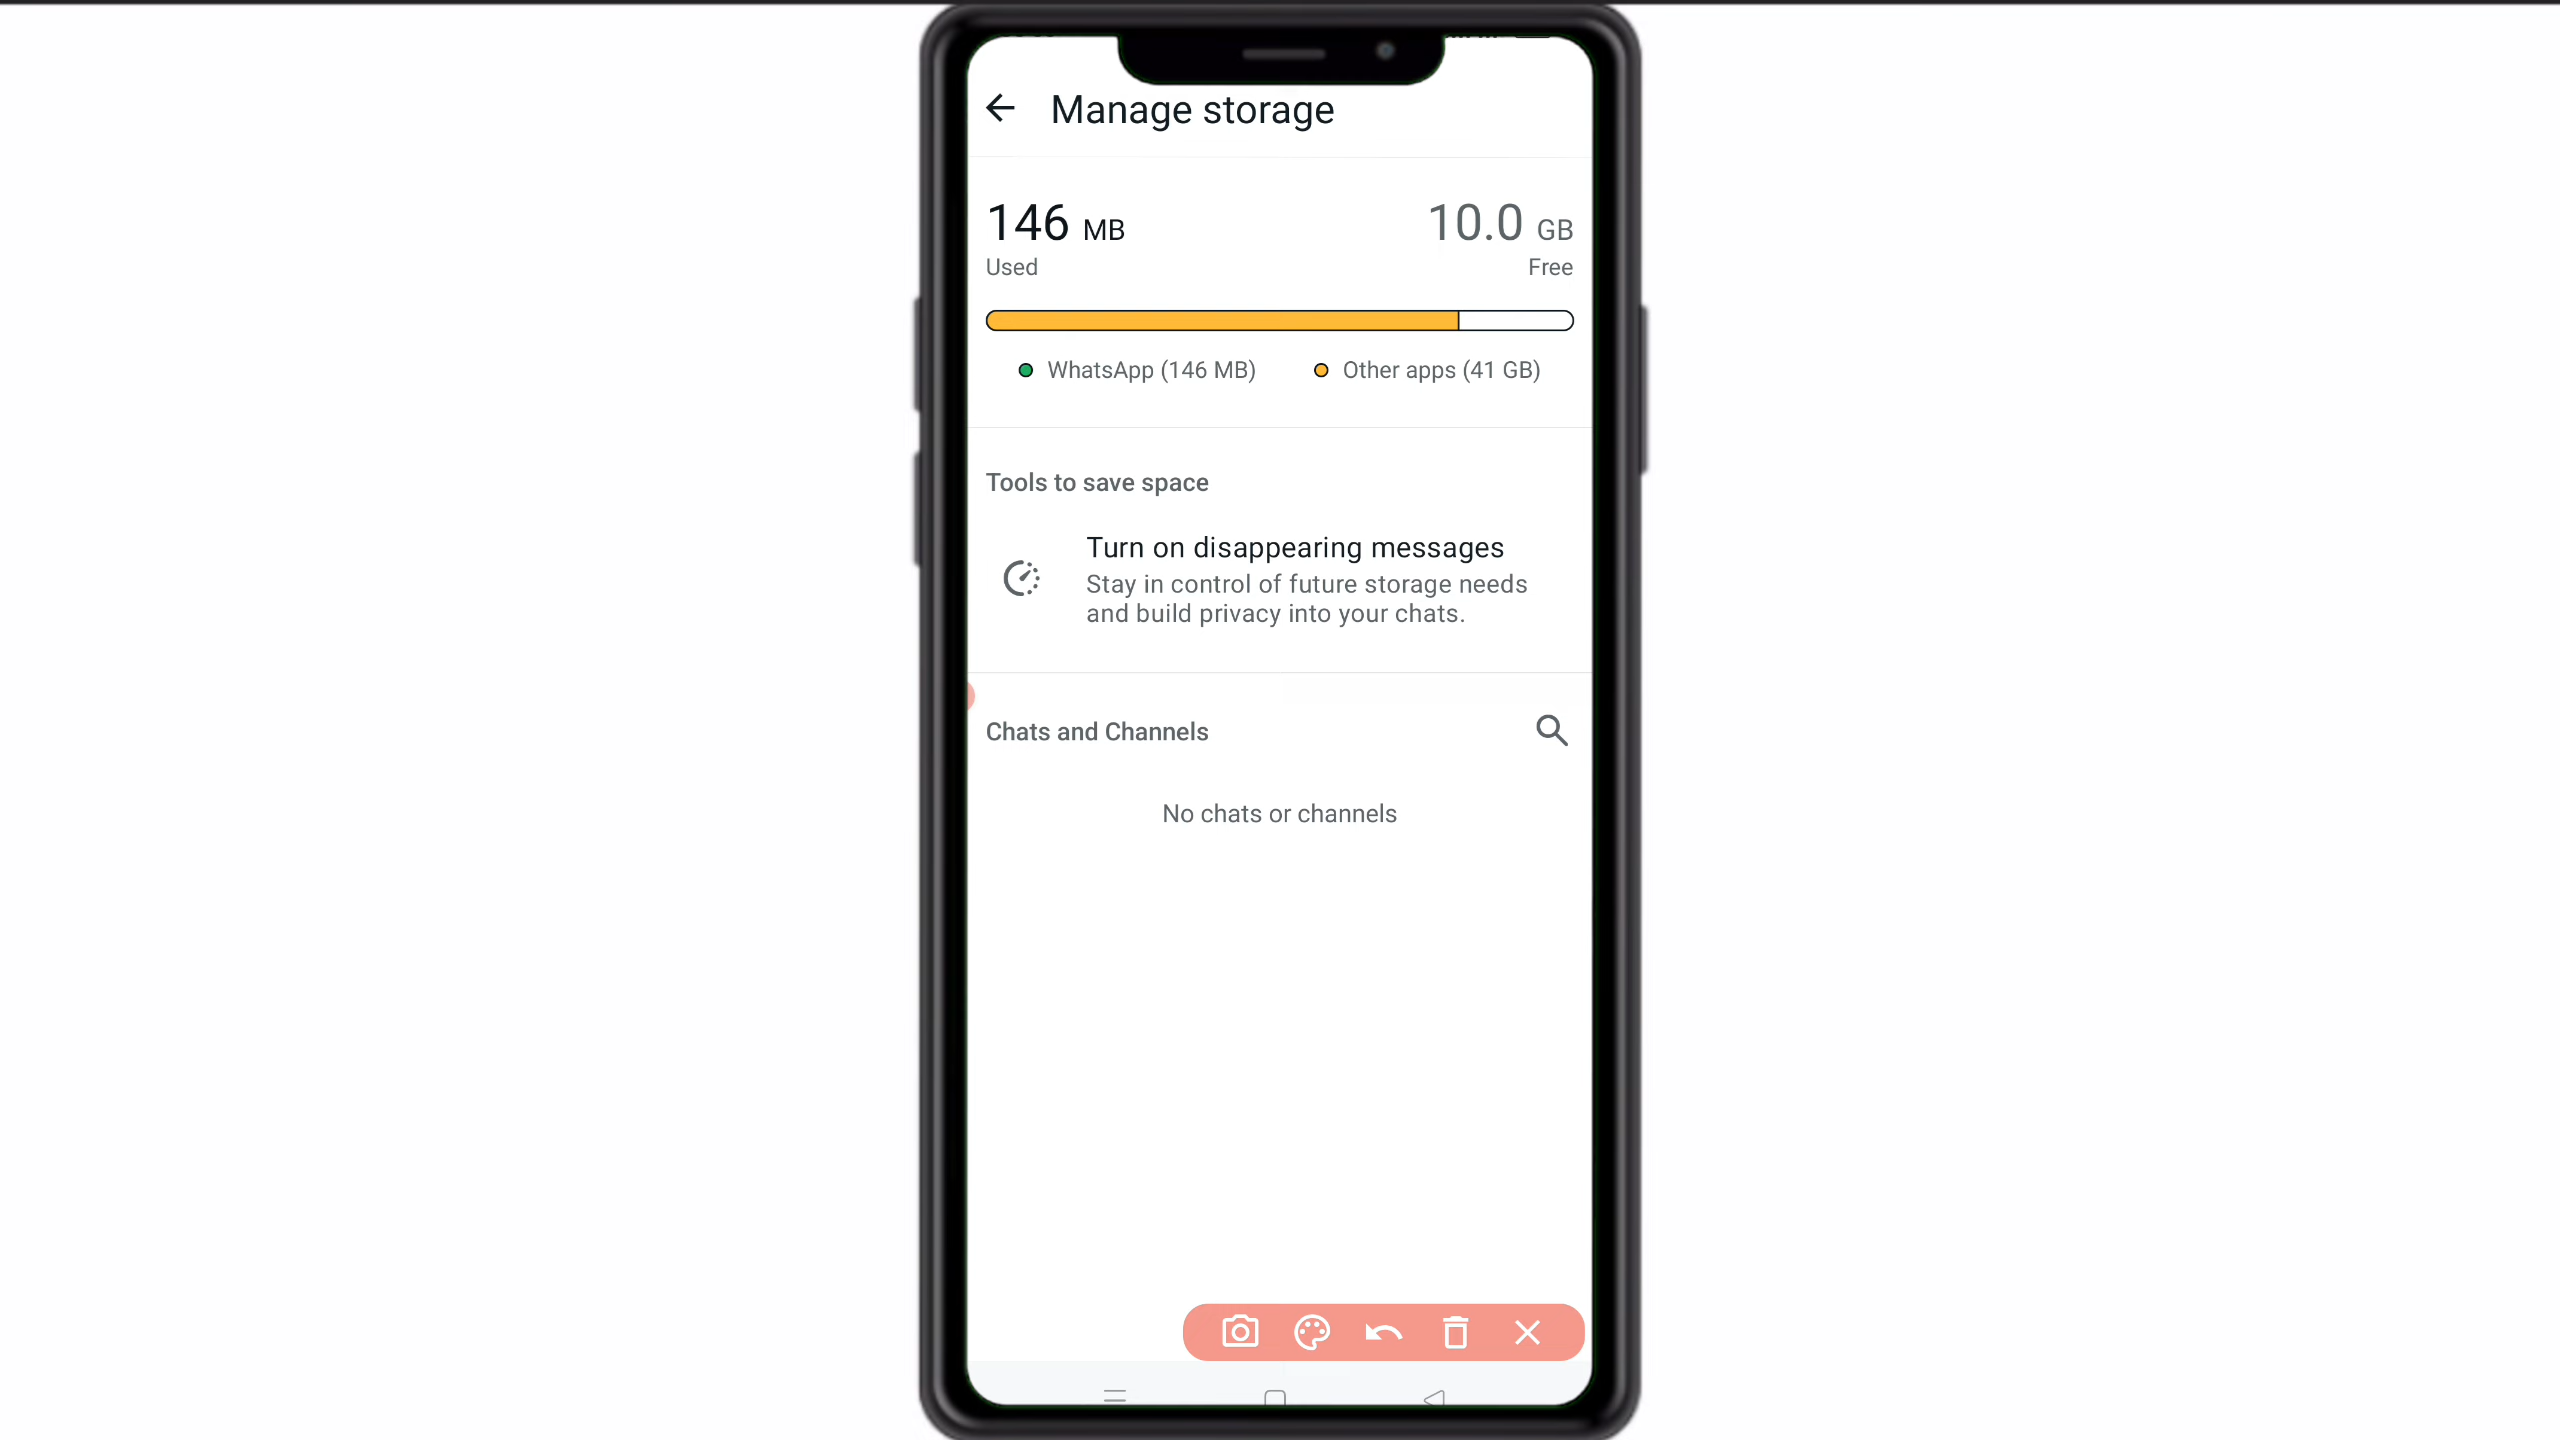 Manage storage
146 MB
10.0 GB
Used
Free
WhatsApp (146 MB)
Other apps (41 GB)
Tools to save space
Turn on disappearing messages
Stay in control of future storage needs
and build privacy into your chats.
Chats and Channels
No chats or channels